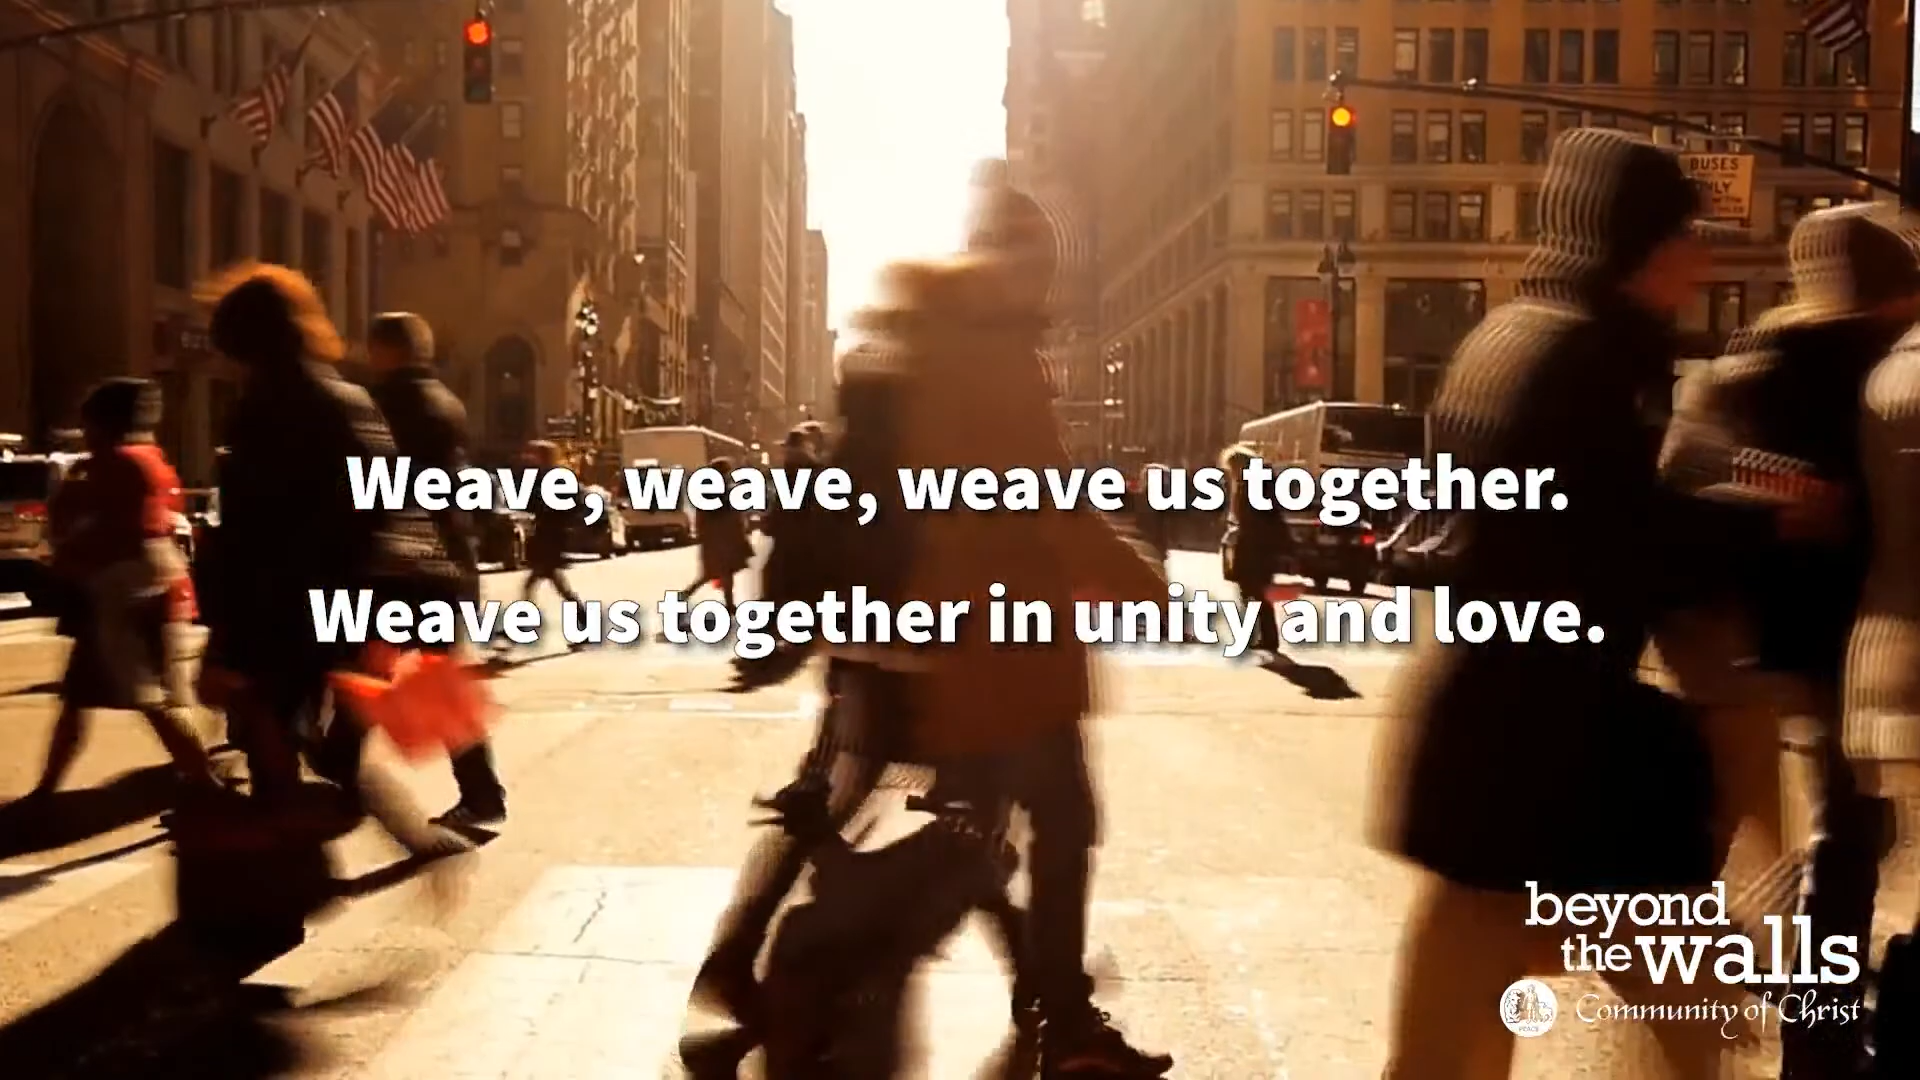 BUSES
Weave, weave, weave us together.
Weave us together in unity and love.
beyond
the walls
Community of Christ
PEACE